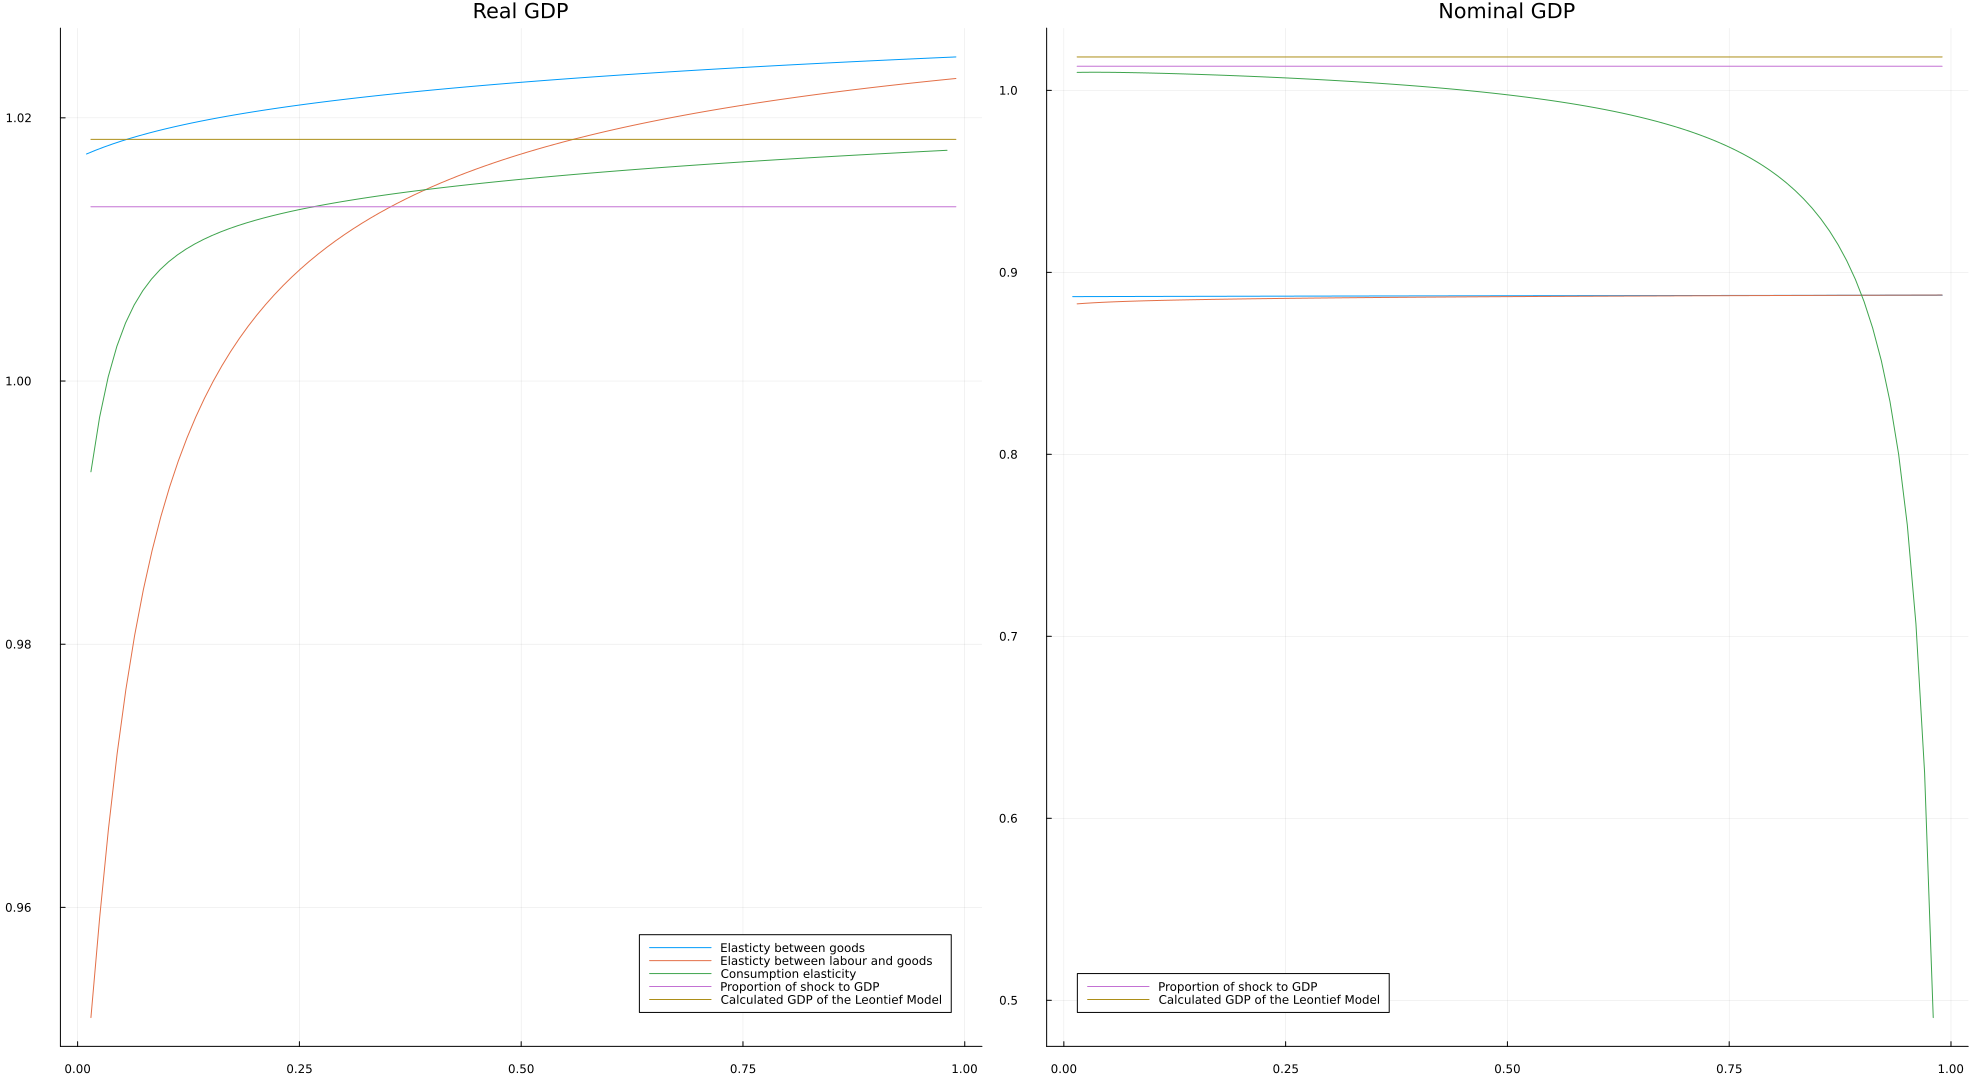 Real GDP
1.02
1.00
0.98
0.96
0.00 0.25 0.50 0.75 1.00
Elasticty between goods
Elasticty between labour and goods
Consumption elasticity
Proportion of shock to GDP
Calculated GDP of the Leontief Model
Nominal GDP
1.0
0.9
0.8
0.7
0.6
0.5
0.00 0.25 0.50 0.75 1.00
Proportion of shock to GDP
Calculated GDP of the Leontief Model